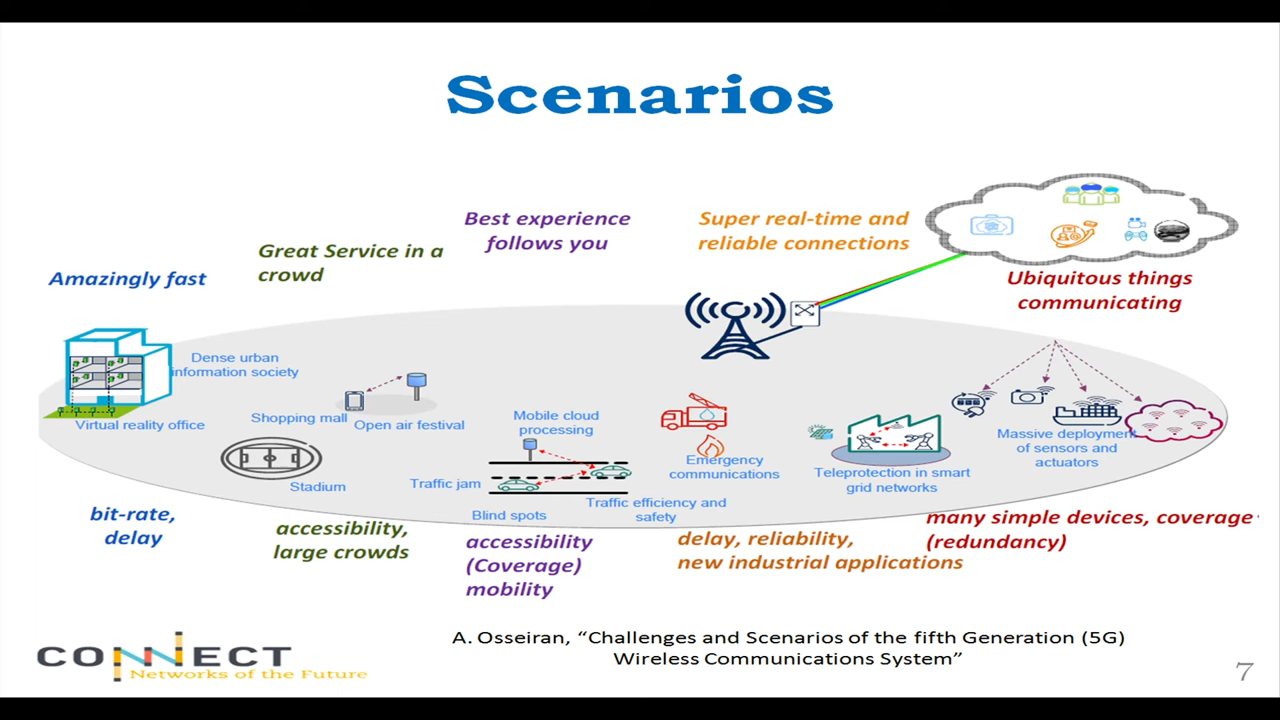 Scenarios
Amazingly fast
Great Service in a
crowd
Best experience
follows you
Super real-time and
reliable connections
Ubiquitous things
communicating
Dense urban
information society
Virtual reality office
Shopping mall
Open air festival
Stadium
Mobile cloud
processing
Traffic jam
Blind spots
Traffic efficiency and
safety
Emergency
communications
Teleprotection in smart
grid networks
Massive deployment
of sensors and
actuators
bit-rate,
delay
accessibility,
large crowds
accessibility
(Coverage)
mobility
delay, reliability,
new industrial applications
many simple devices, coverage
(redundancy)
A. Osseiran, “Challenges and Scenarios of the fifth Generation (5G)
Wireless Communications System”
CONNECT
Networks of the Future
7